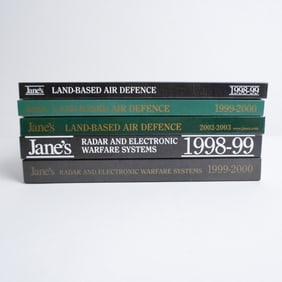 Jane's LAND-BASED AIR DEFENCE 1998-99
Jane's LAND-BASED AIR DEFENCE 1999-2000
Jane's LAND-BASED AIR DEFENCE 2002-2003
Jane's RADAR AND ELECTRONIC
WARFARE SYSTEMS 1998-99
Jane's RADAR AND ELECTRONIC WARFARE SYSTEMS 1999-2000